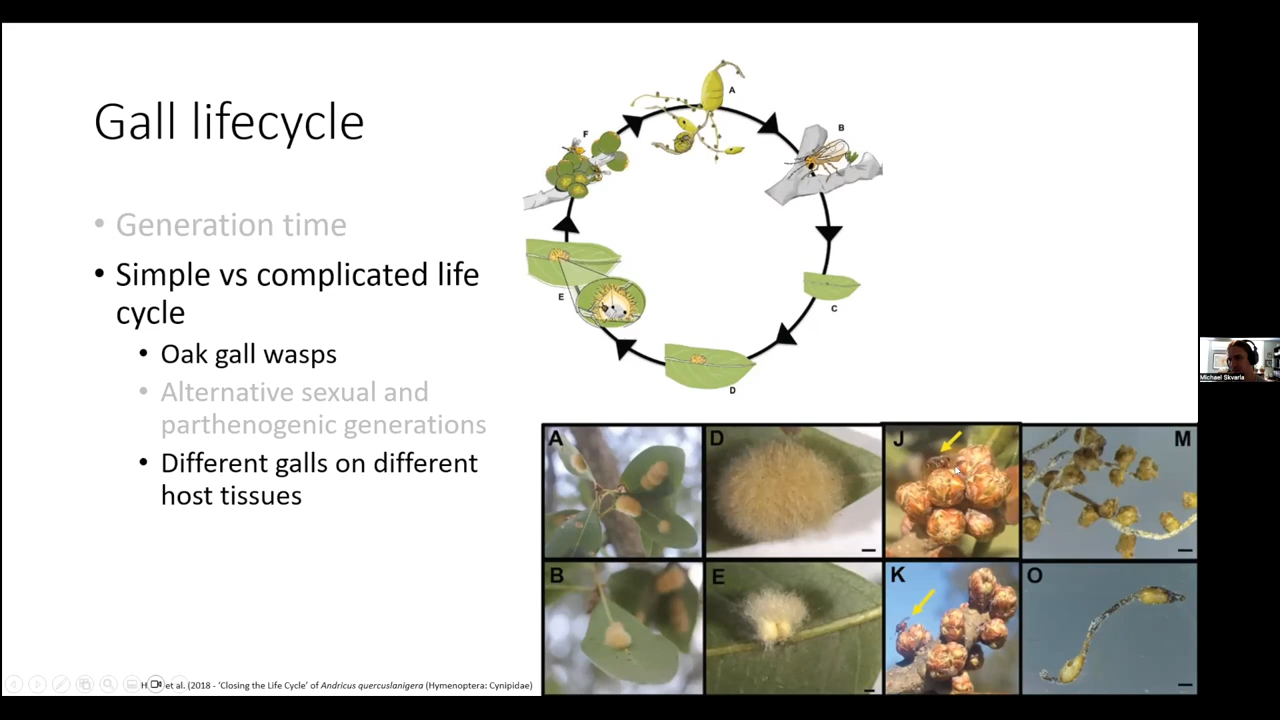 Gall lifecycle
• Generation time
• Simple vs complicated life
cycle
• Oak gall wasps
• Alternative sexual and
parthenogenic generations
• Different galls on different
host tissues
A
B
C
D
E
F
A
D
J
M
B
E
K
O
et al. (2018 - 'Closing the Life Cycle' of Andricus quercuslanigera (Hymenoptera: Cynipidae)
Michael Skvarla